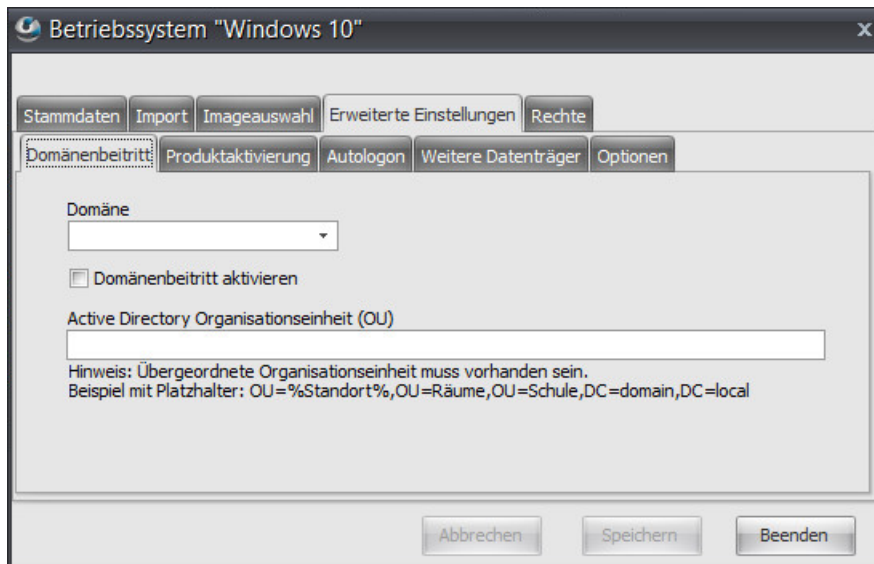 Betriebssystem "Windows 10"
x
Stammdaten Import Imageauswahl Erweiterte Einstellungen Rechte
Domänenbeitritt Produktaktivierung Autologon Weitere Datenträger Optionen
Domäne
Domänenbeitritt aktivieren
Active Directory Organisationseinheit (OU)
Hinweis: Übergeordnete Organisationseinheit muss vorhanden sein.
Beispiel mit Platzhalter: OU=%Standort%,OU=Räume,OU=Schule,DC=domain,DC=local
Abbrechen Speichern Beenden